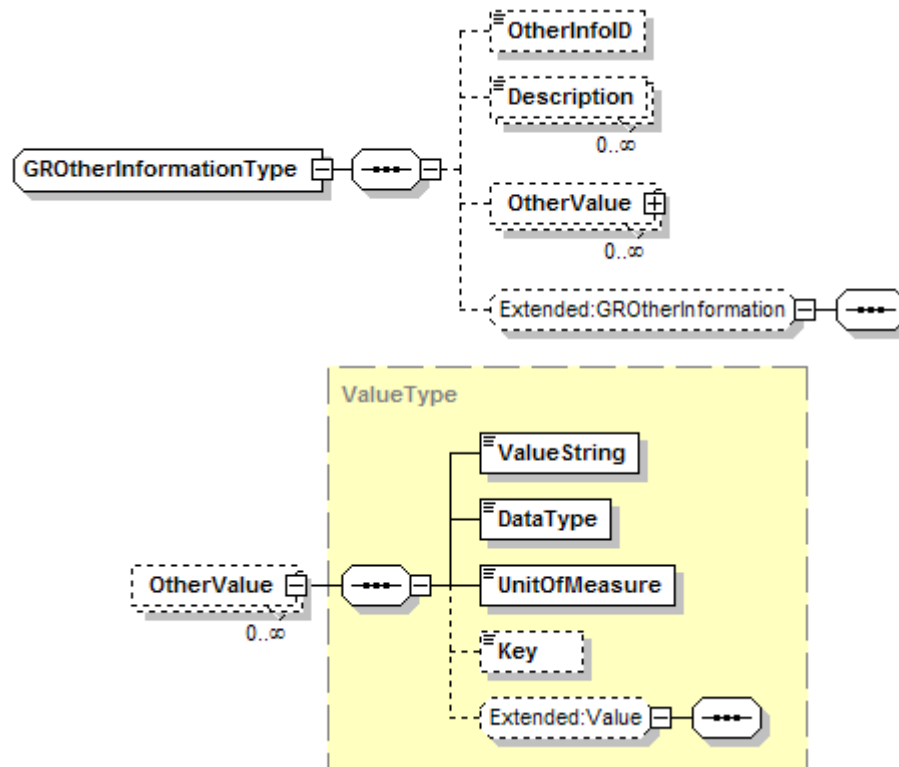 OtherInfoID
Description
0..∞
GROtherInformationType
OtherValue
0..∞
Extended:GROtherInformation
ValueType
ValueString
DataType
OtherValue
0..∞
UnitOfMeasure
Key
Extended:Value